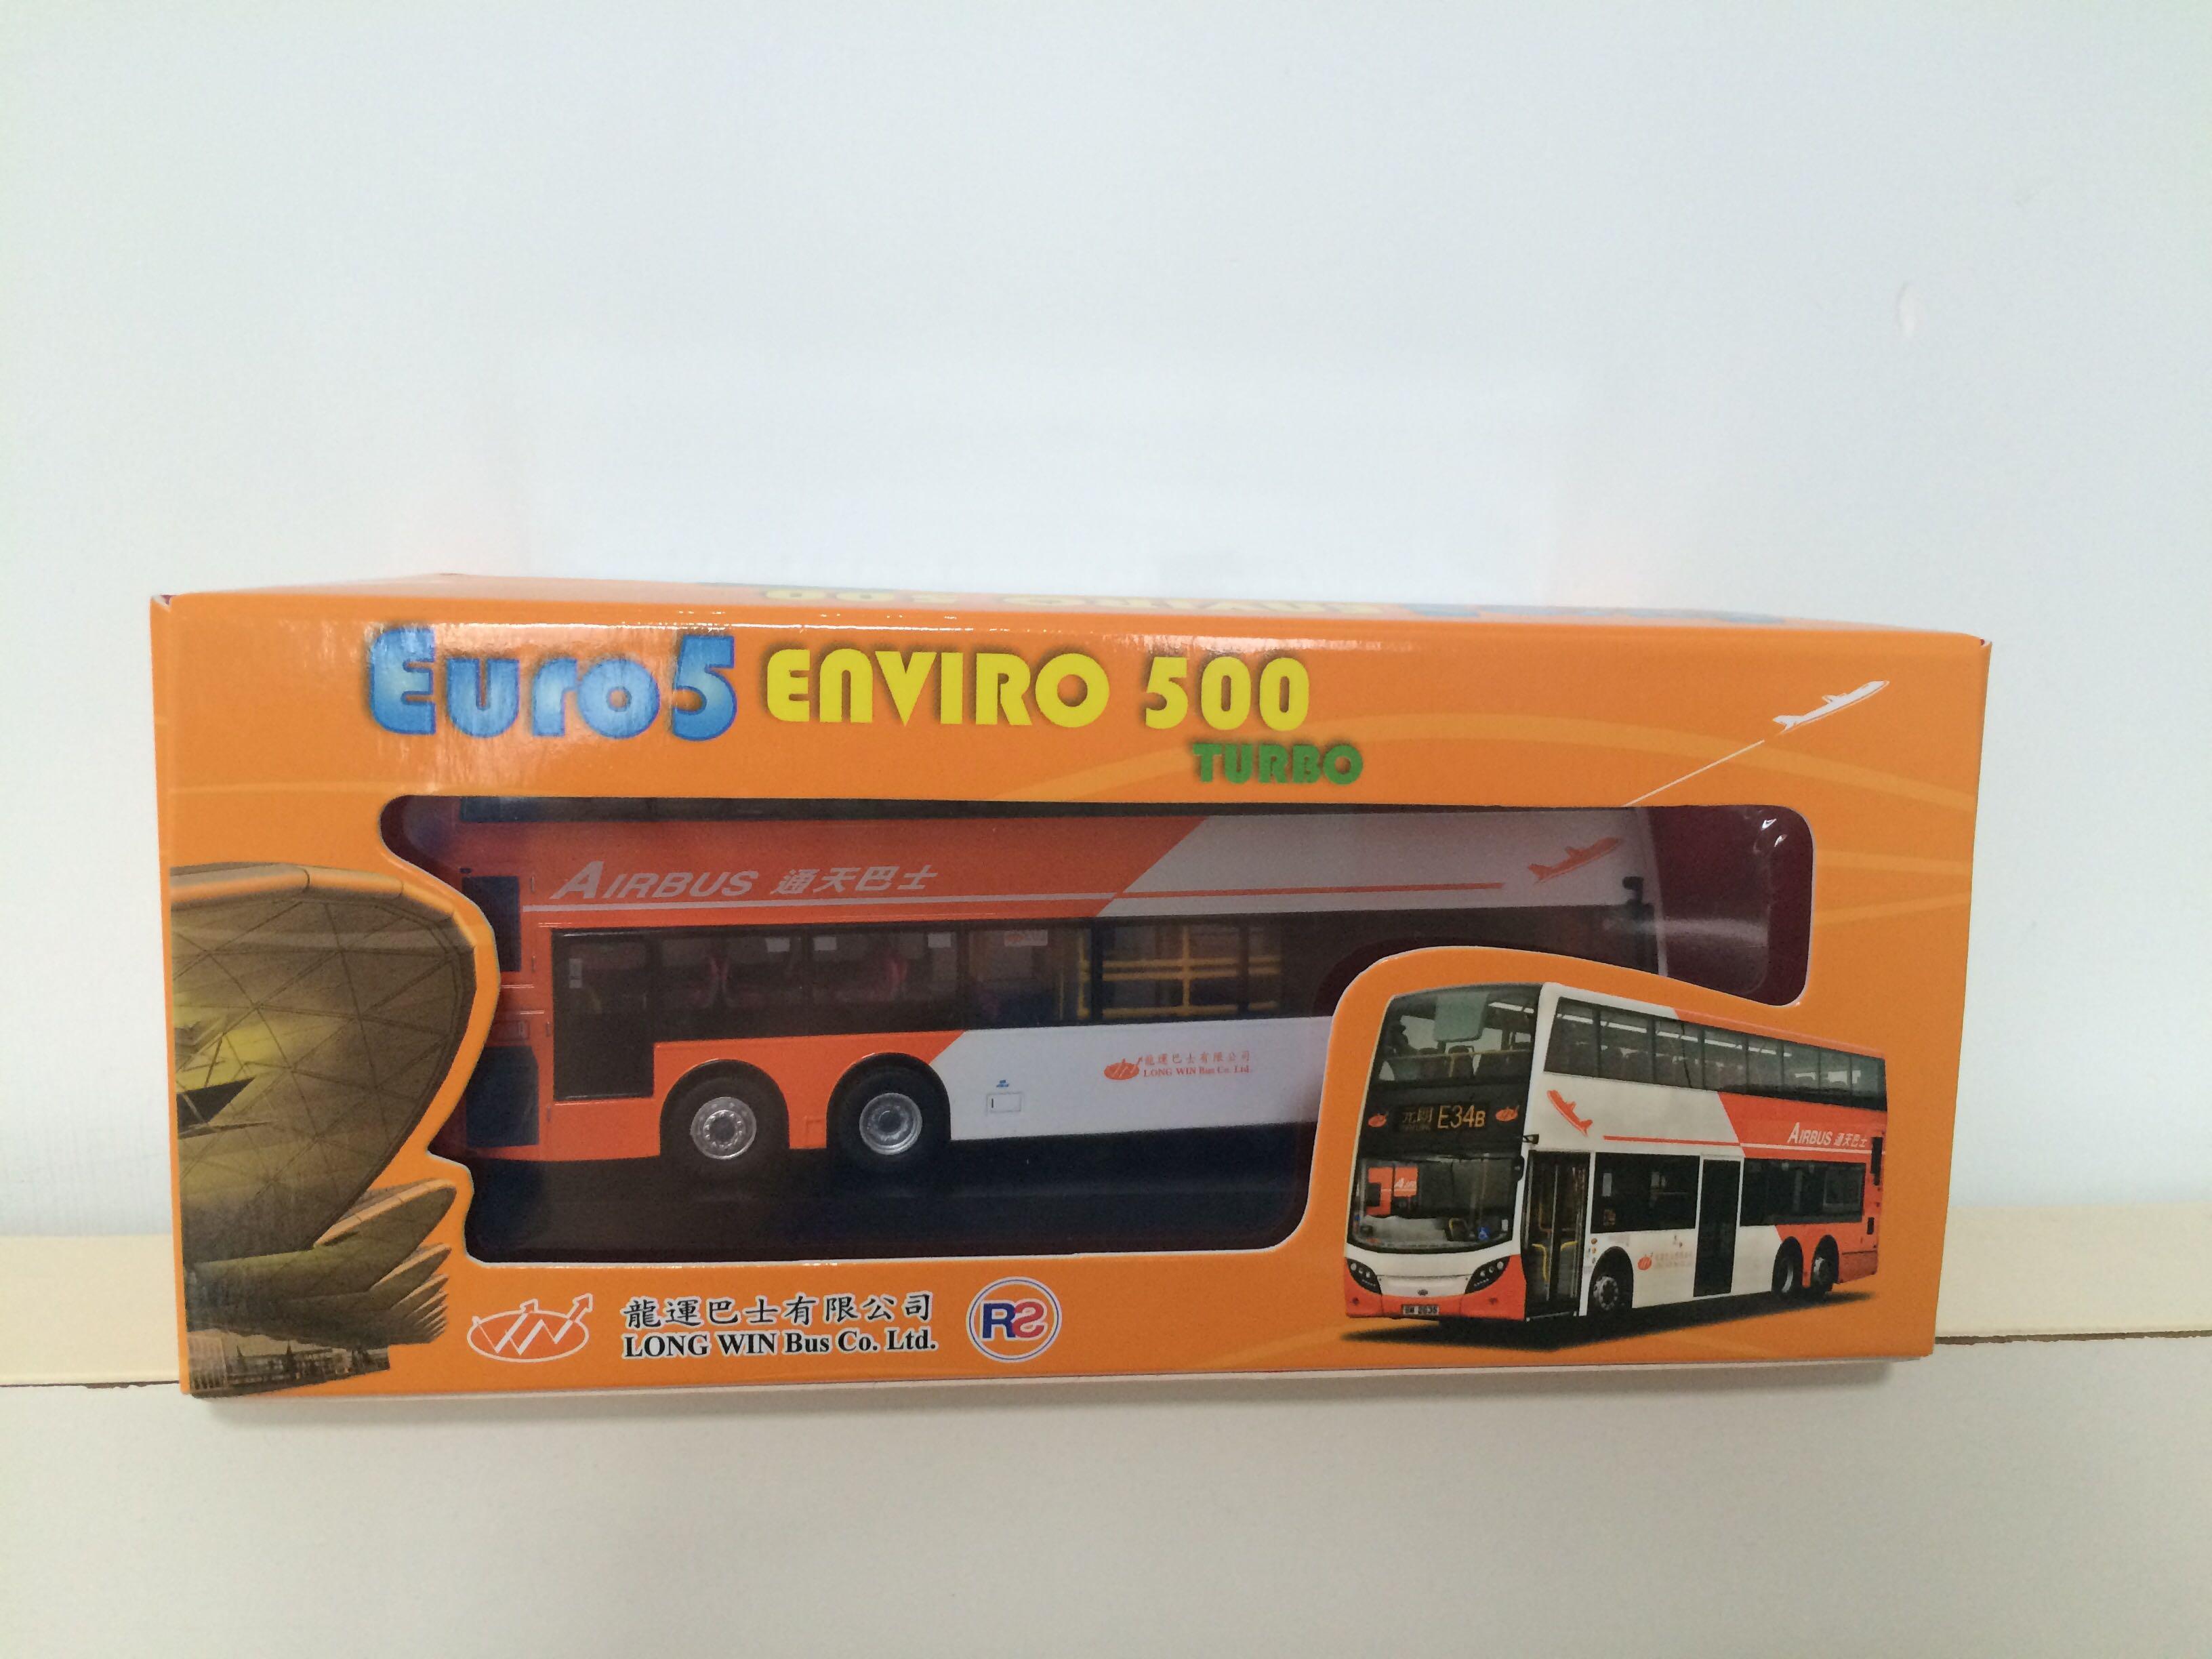 Euro5 ENVIRO 500
TURBO
AIRBUS 通天巴士
龍運巴士有限公司
LONG WIN Bus Co. Ltd.
E34B
AIRBUS 通天巴士
龍運巴士有限公司
LONG WIN Bus Co. Ltd.
RS